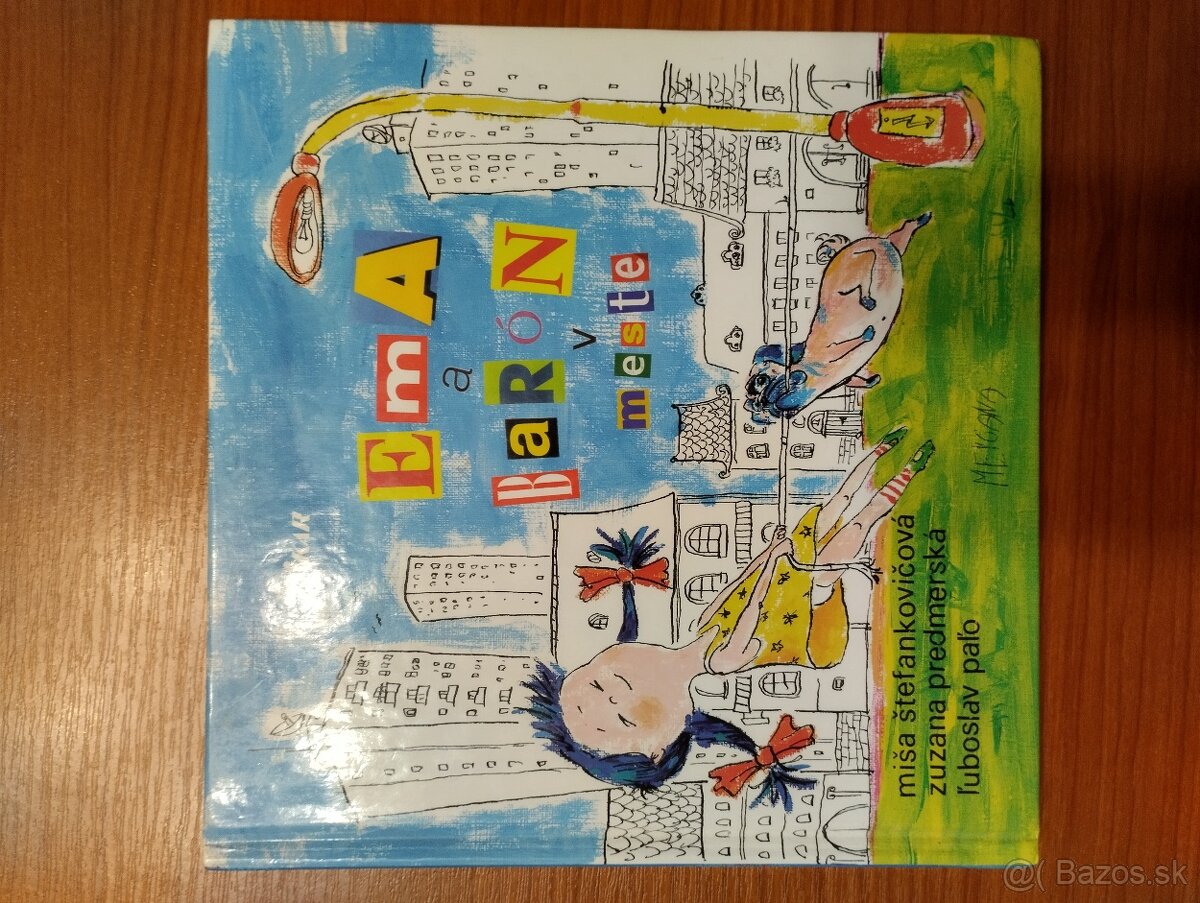 EmA
a
BaRÓN
v
meste
miša štefankovičová
zuzana predmerská
ľuboslav paľo
@( Bazos.sk